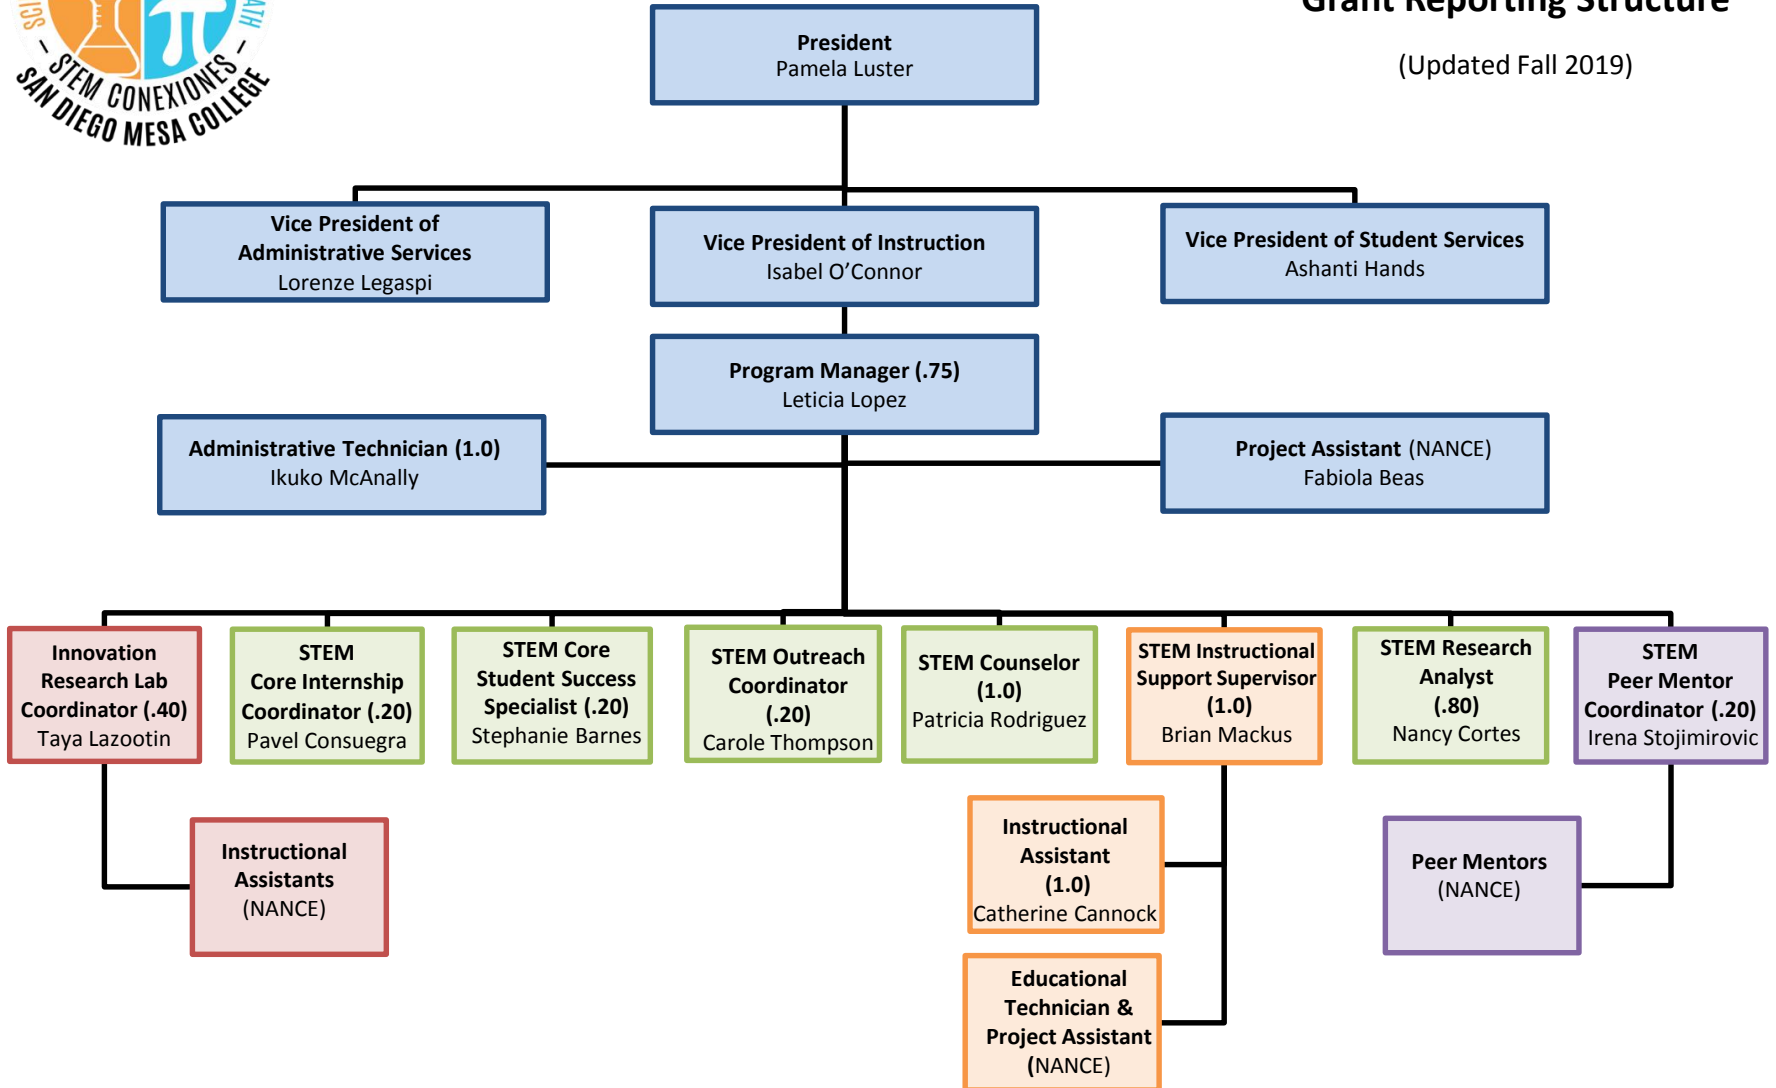 Grant Reporting Structure
(Updated Fall 2019)
STEM CONEXIONES
SAN DIEGO MESA COLLEGE
President
Pamela Luster
Vice President of
Administrative Services
Lorenze Legaspi
Vice President of Instruction
Isabel O’Connor
Vice President of Student Services
Ashanti Hands
Program Manager (.75)
Leticia Lopez
Administrative Technician (1.0)
Ikuko McAnally
Project Assistant (NANCE)
Fabiola Beas
Innovation
Research Lab
Coordinator (.40)
Taya Lazootin
STEM
Core Internship
Coordinator (.20)
Pavel Consuegra
STEM Core
Student Success
Specialist (.20)
Stephanie Barnes
STEM Outreach
Coordinator
(.20)
Carole Thompson
STEM Counselor
(1.0)
Patricia Rodriguez
STEM Instructional
Support Supervisor
(1.0)
Brian Mackus
STEM Research
Analyst
(.80)
Nancy Cortes
STEM
Peer Mentor
Coordinator (.20)
Irena Stojimirovic
Instructional
Assistants
(NANCE)
Instructional
Assistant
(1.0)
Catherine Cannock
Peer Mentors
(NANCE)
Educational
Technician &
Project Assistant
(NANCE)